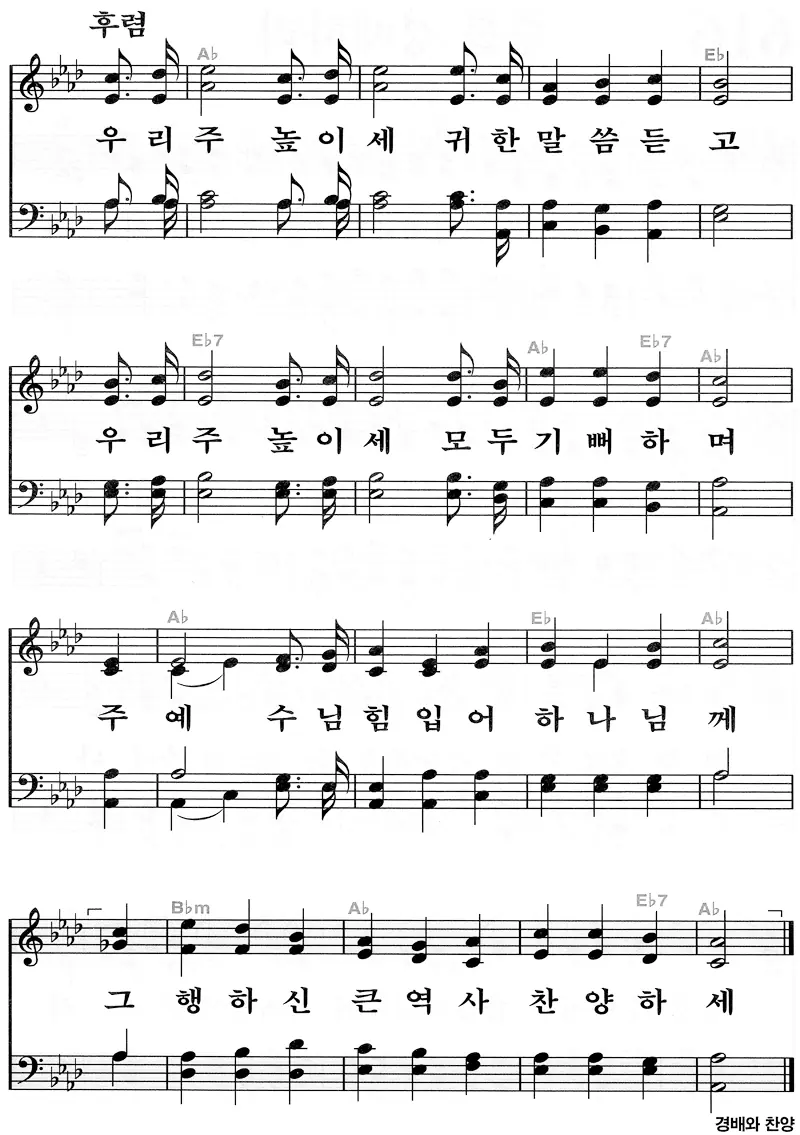 후렴
A♭ E♭
우 리 주 높 이 세 귀 한 말 씀 듣 고
E♭7 A♭ E♭7 A♭
우 리 주 높 이 세 모 두 기 뻐 하 며
A♭ E♭ A♭
주 예 수 님 힘 입 어 하 나 님 께
B♭m A♭ E♭7 A♭
그 행 하 신 큰 역 사 찬 양 하 세
경배와 찬양